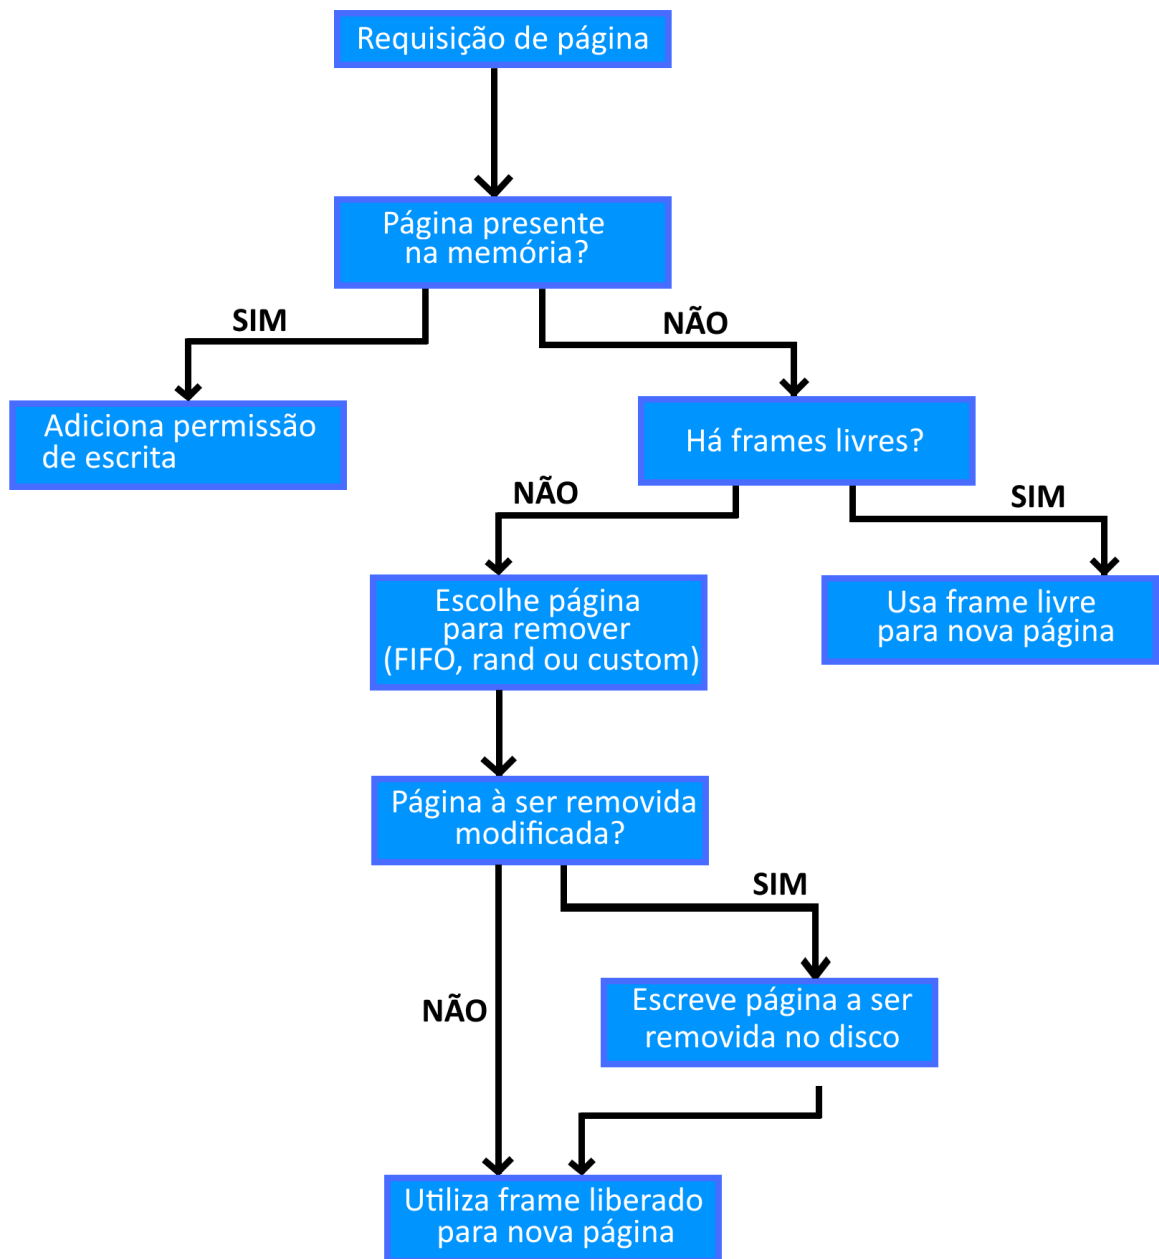 Requisição de página
Página presente
na memória?
SIM
NÃO
Adiciona permissão
de escrita
Há frames livres?
NÃO
SIM
Escolhe página
para remover
(FIFO, rand ou custom)
Usa frame livre
para nova página
Página à ser removida
modificada?
SIM
NÃO
Escreve página a ser
removida no disco
Utiliza frame liberado
para nova página